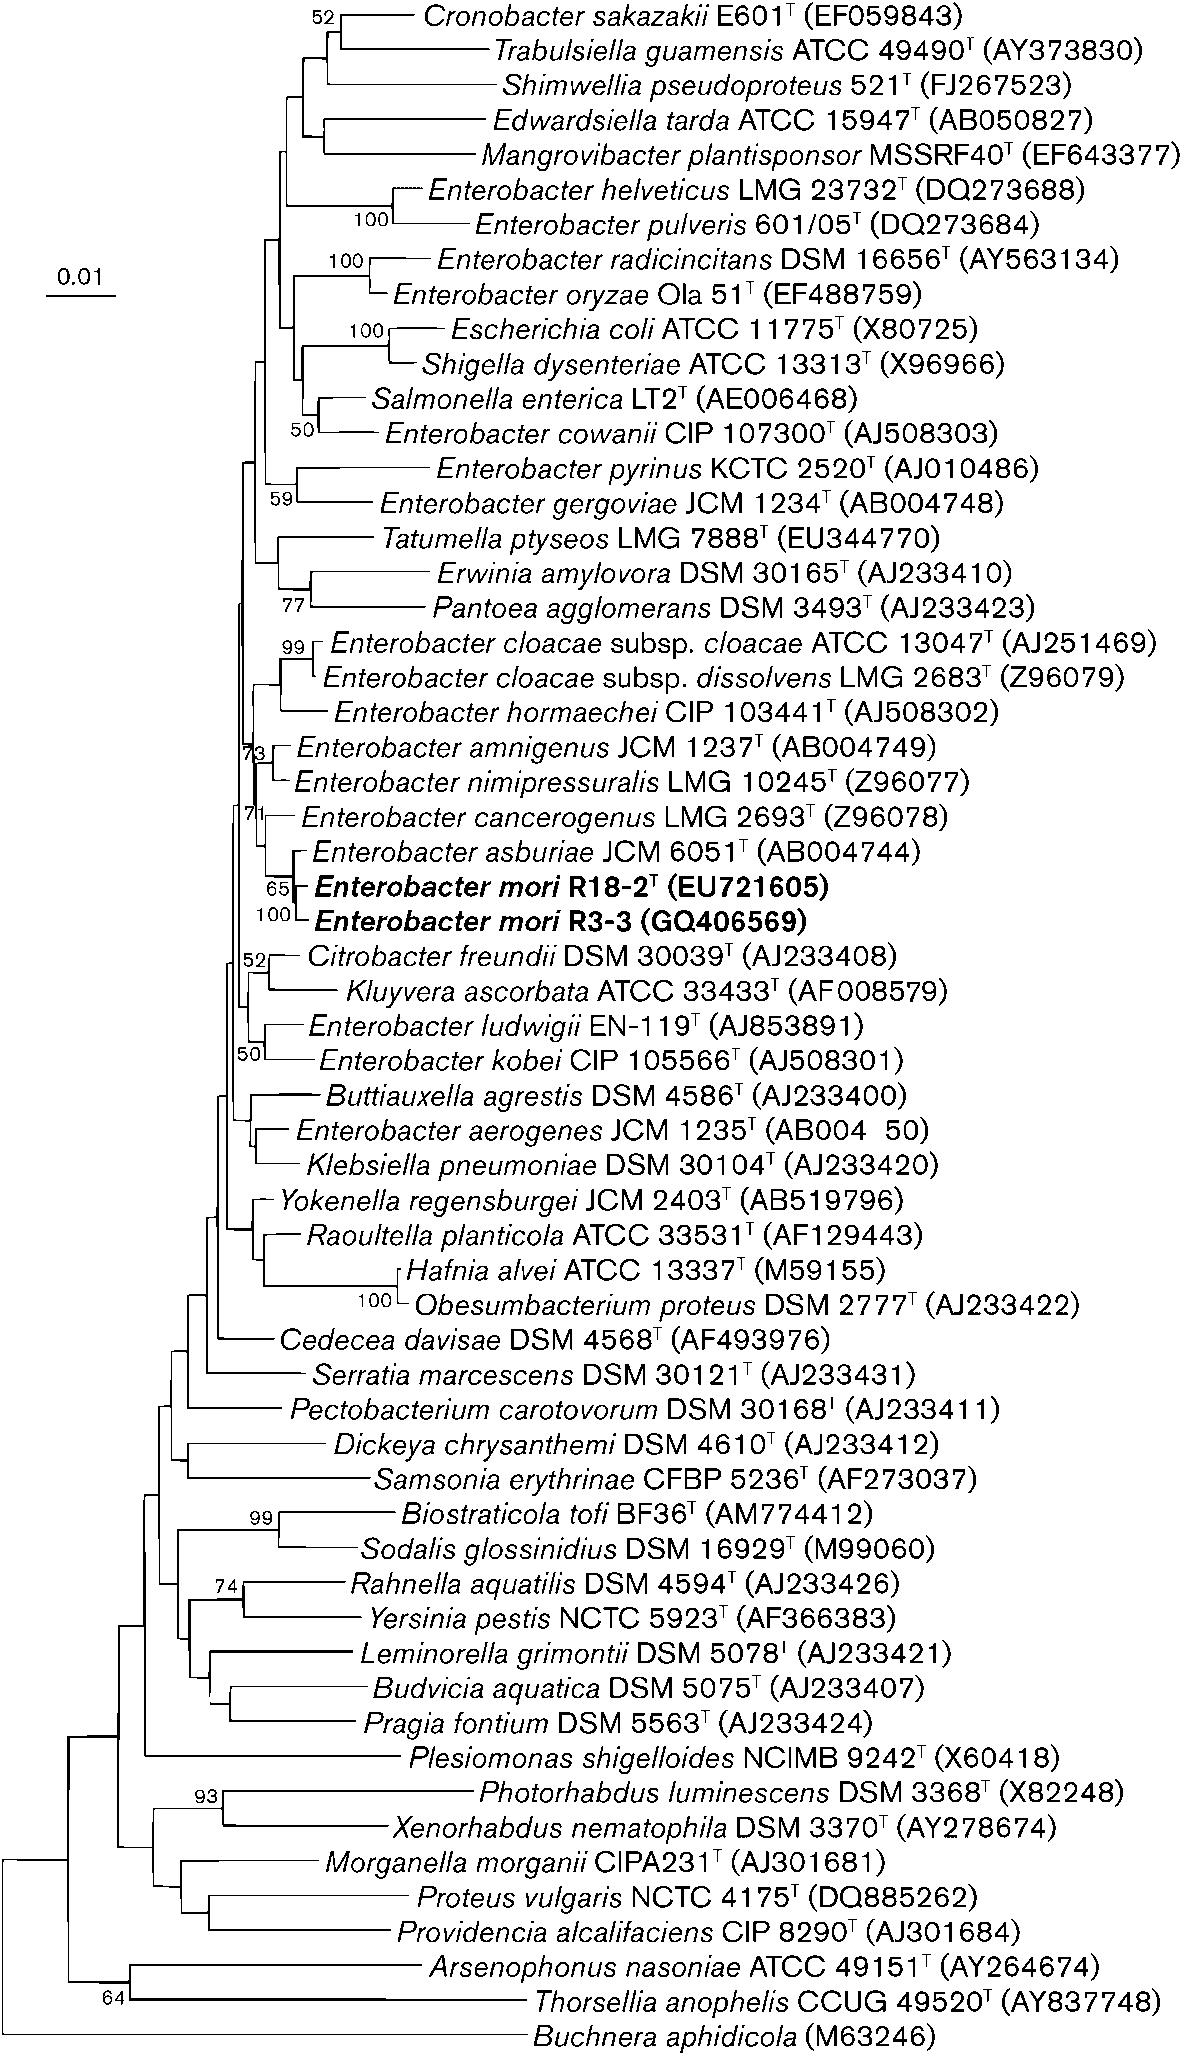 52 Cronobacter sakazakii E601ᵀ (EF059843)
Trabulsiella guamensis ATCC 49490ᵀ (AY373830)
Shimwellia pseudoproteus 521ᵀ (FJ267523)
Edwardsiella tarda ATCC 15947ᵀ (AB050827)
Mangrovibacter plantisponsor MSSRF40ᵀ (EF643377)
Enterobacter helveticus LMG 23732ᵀ (DQ273688)
100 Enterobacter pulveris 601/05ᵀ (DQ273684)
100 Enterobacter radicincitans DSM 16656ᵀ (AY563134)
0.01
Enterobacter oryzae Ola 51ᵀ (EF488759)
100 Escherichia coli ATCC 11775ᵀ (X80725)
Shigella dysenteriae ATCC 13313ᵀ (X96966)
Salmonella enterica LT2ᵀ (AE006468)
50 Enterobacter cowanii CIP 107300ᵀ (AJ508303)
Enterobacter pyrinus KCTC 2520ᵀ (AJ010486)
59 Enterobacter gergoviae JCM 1234ᵀ (AB004748)
Tatumella ptyseos LMG 7888ᵀ (EU344770)
Erwinia amylovora DSM 30165ᵀ (AJ233410)
77 Pantoea agglomerans DSM 3493ᵀ (AJ233423)
99 Enterobacter cloacae subsp. cloacae ATCC 13047ᵀ (AJ251469)
Enterobacter cloacae subsp. dissolvens LMG 2683ᵀ (Z96079)
Enterobacter hormaechei CIP 103441ᵀ (AJ508302)
73 Enterobacter amnigenus JCM 1237ᵀ (AB004749)
Enterobacter nimipressuralis LMG 10245ᵀ (Z96077)
71 Enterobacter cancerogenus LMG 2693ᵀ (Z96078)
Enterobacter asburiae JCM 6051ᵀ (AB004744)
65 Enterobacter mori R18-2ᵀ (EU721605)
100 Enterobacter mori R3-3 (GQ406569)
52 Citrobacter freundii DSM 30039ᵀ (AJ233408)
Kluyvera ascorbata ATCC 33433ᵀ (AF008579)
Enterobacter ludwigii EN-119ᵀ (AJ853891)
50 Enterobacter kobei CIP 105566ᵀ (AJ508301)
Buttiauxella agrestis DSM 4586ᵀ (AJ233400)
Enterobacter aerogenes JCM 1235ᵀ (AB004 50)
Klebsiella pneumoniae DSM 30104ᵀ (AJ233420)
Yokenella regensburgei JCM 2403ᵀ (AB519796)
Raoultella planticola ATCC 33531ᵀ (AF129443)
Hafnia alvei ATCC 13337ᵀ (M59155)
100 Obesumbacterium proteus DSM 2777ᵀ (AJ233422)
Cedecea davisae DSM 4568ᵀ (AF493976)
Serratia marcescens DSM 30121ᵀ (AJ233431)
Pectobacterium carotovorum DSM 30168ᵀ (AJ233411)
Dickeya chrysanthemi DSM 4610ᵀ (AJ233412)
Samsonia erythrinae CFBP 5236ᵀ (AF273037)
99 Biostraticola tofi BF36ᵀ (AM774412)
Sodalis glossinidius DSM 16929ᵀ (M99060)
74 Rahnella aquatilis DSM 4594ᵀ (AJ233426)
Yersinia pestis NCTC 5923ᵀ (AF366383)
Leminorella grimontii DSM 5078ᵀ (AJ233421)
Budvicia aquatica DSM 5075ᵀ (AJ233407)
Pragia fontium DSM 5563ᵀ (AJ233424)
Plesiomonas shigelloides NCIMB 9242ᵀ (X60418)
93 Photorhabdus luminescens DSM 3368ᵀ (X82248)
Xenorhabdus nematophila DSM 3370ᵀ (AY278674)
Morganella morganii CIPA231ᵀ (AJ301681)
Proteus vulgaris NCTC 4175ᵀ (DQ885262)
Providencia alcalifaciens CIP 8290ᵀ (AJ301684)
Arsenophonus nasoniae ATCC 49151ᵀ (AY264674)
64 Thorsellia anophelis CCUG 49520ᵀ (AY837748)
Buchnera aphidicola (M63246)